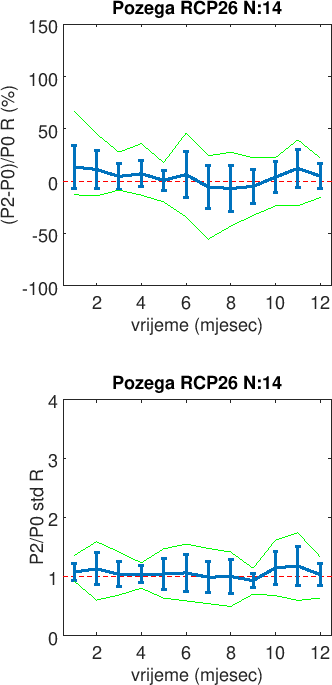 Pozega RCP26 N:14
150
100
50
0
-50
-100
(P2-P0)/P0 R (%)
2 4 6 8 10 12
vrijeme (mjesec)
Pozega RCP26 N:14
4
3
2
1
0
P2/P0 std R
2 4 6 8 10 12
vrijeme (mjesec)